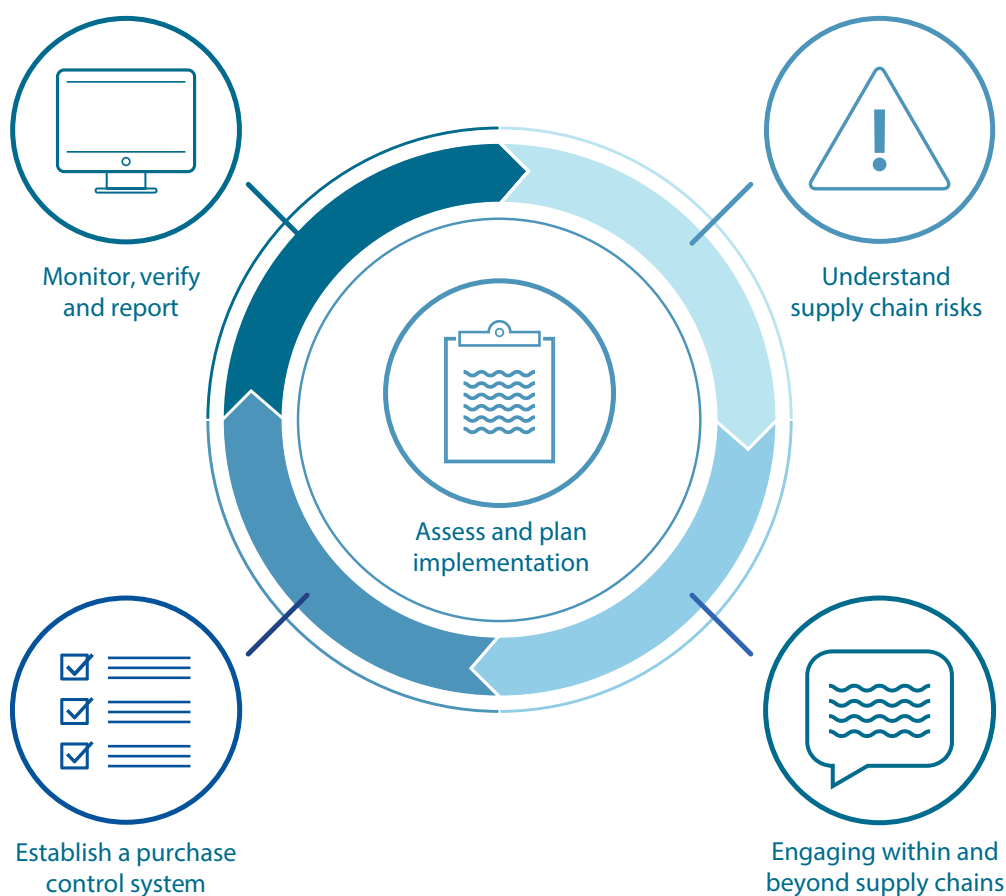 Monitor, verify
and report
Understand
supply chain risks
Assess and plan
implementation
Establish a purchase
control system
Engaging within and
beyond supply chains